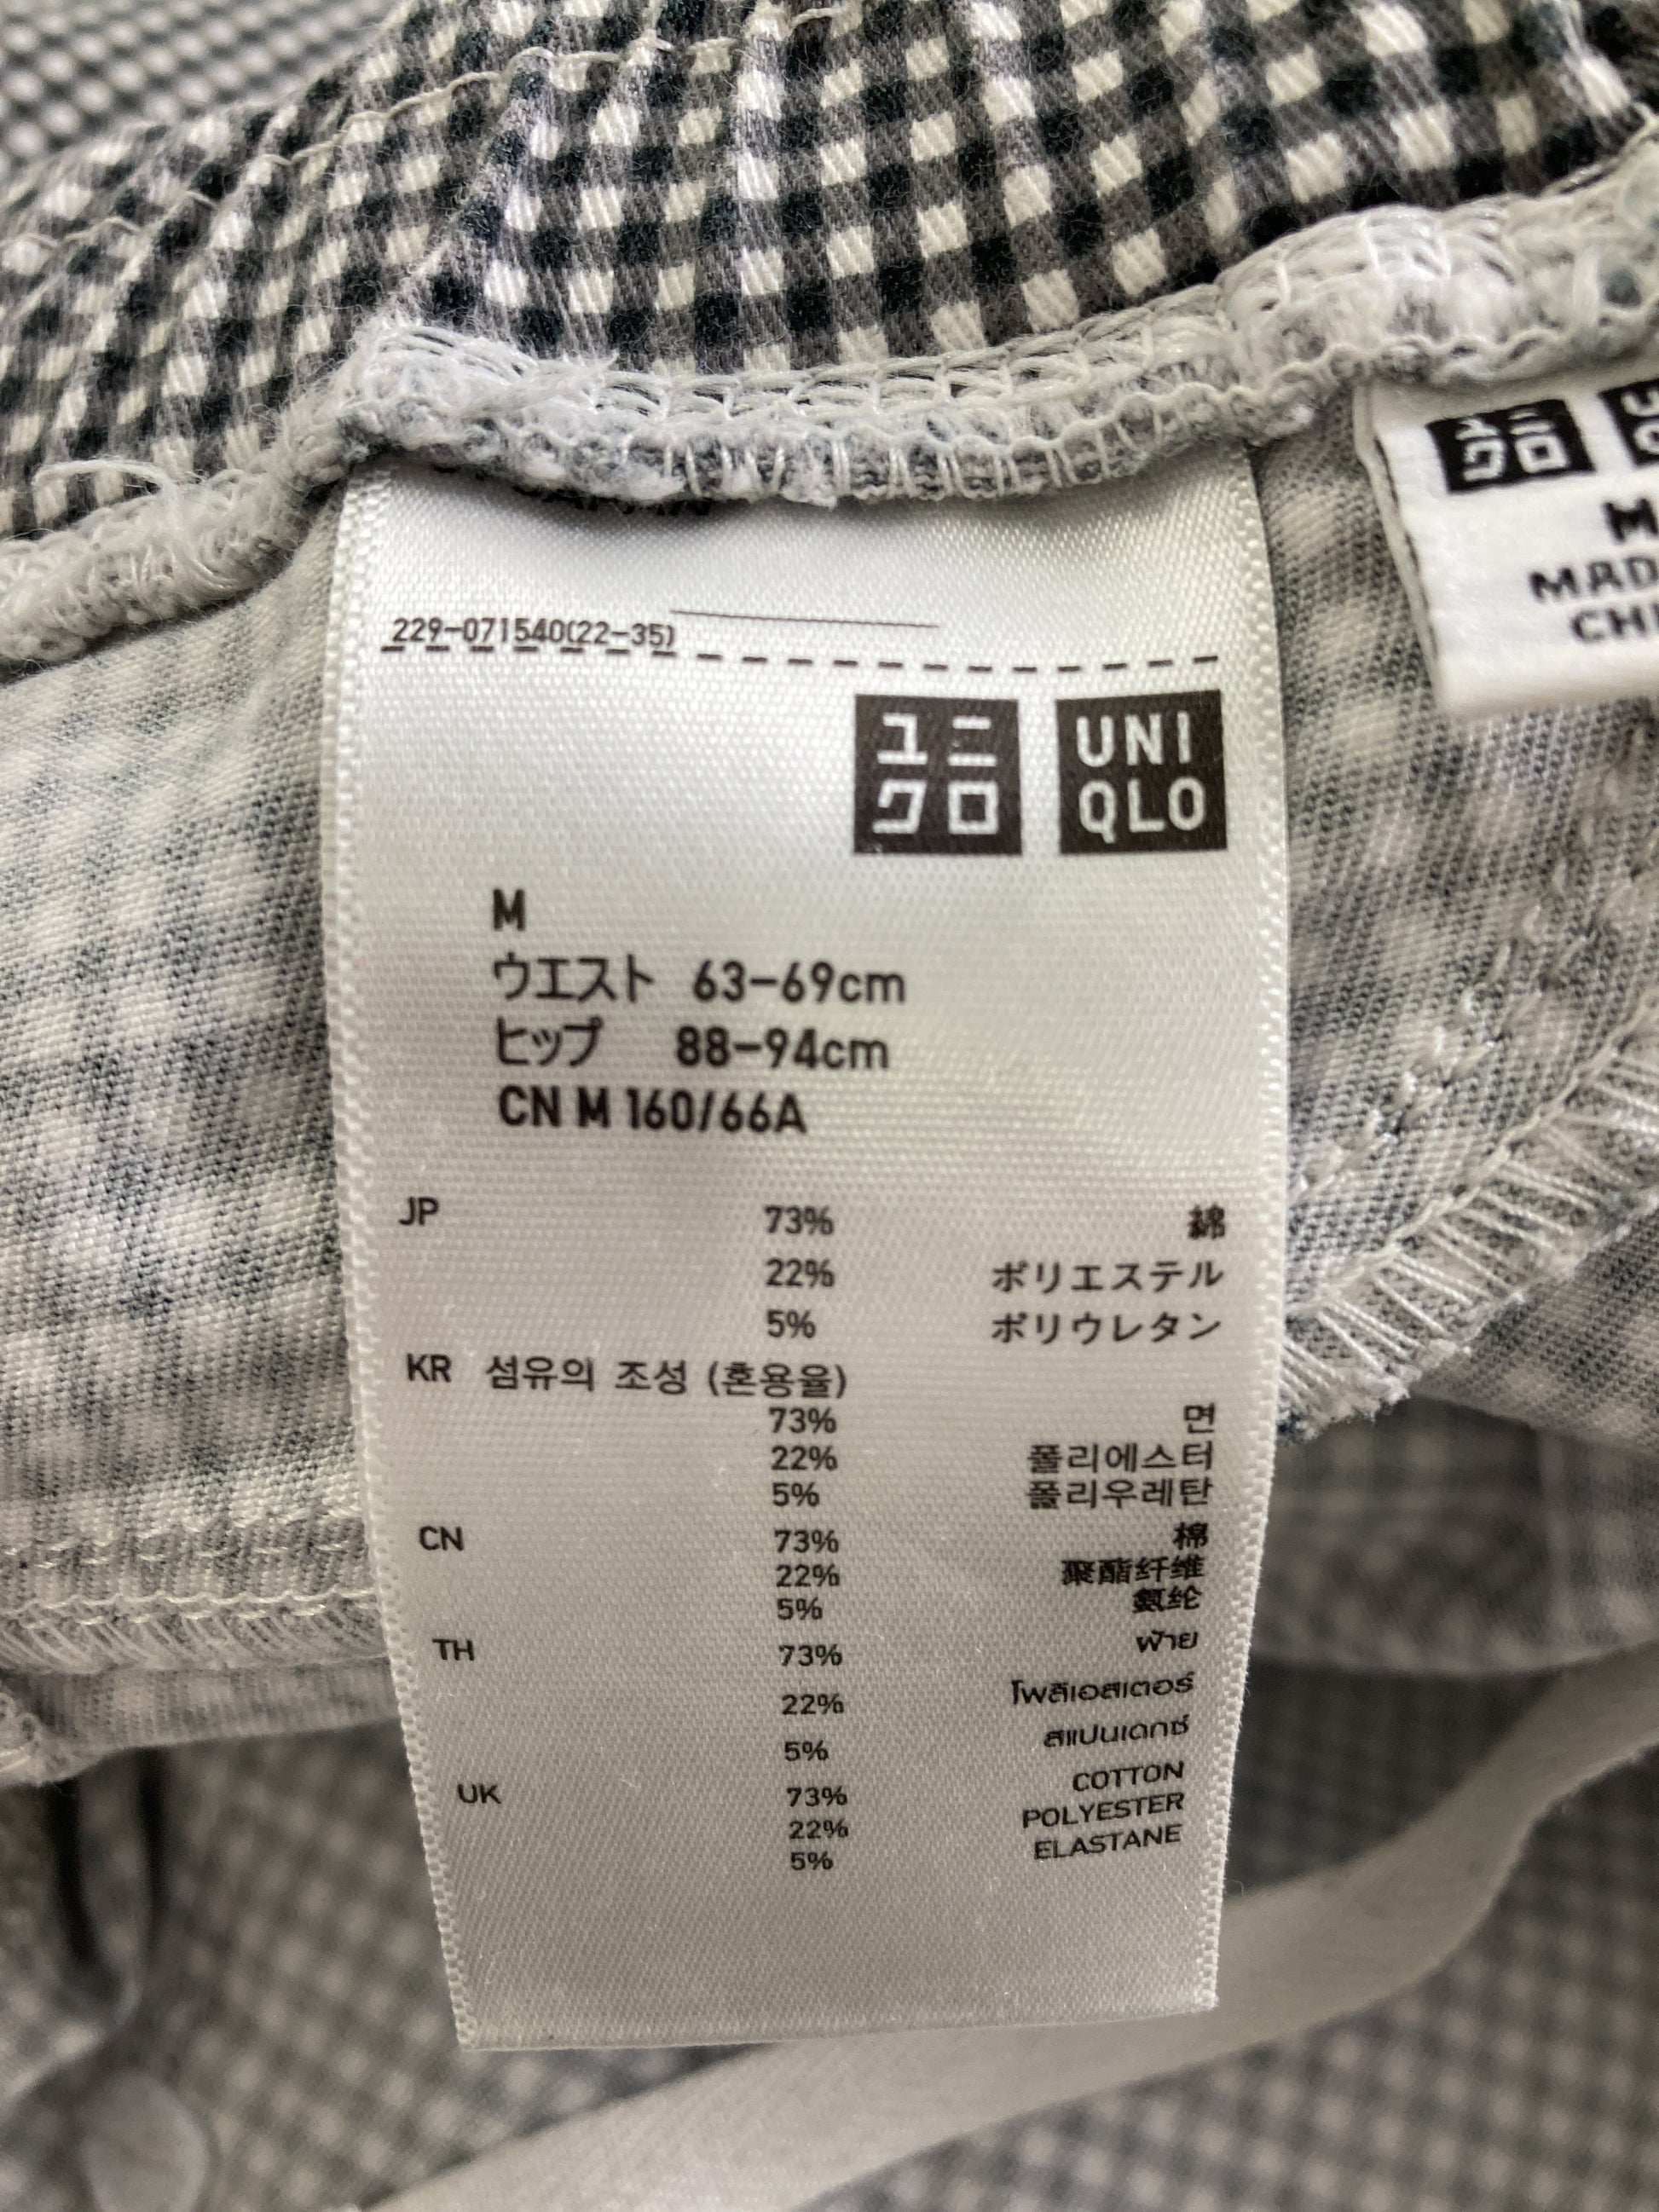 229-071540(22-35)
ユニ
クロ
UNI
QLO
M
ウエスト 63-69cm
ヒップ 88-94cm
CN M 160/66A
JP 73% 綿
22% ポリエステル
5% ポリウレタン
KR 섬유의 조성 (혼용율)
73% 면
22% 폴리에스터
5% 폴리우레탄
CN 73% 棉
22% 聚酯纤维
5% 氨纶
TH 73% ฝ้าย
22% โพลีเอสเตอร์
5% สแปนเดกซ์
UK 73% COTTON
22% POLYESTER
5% ELASTANE
ユニ
クロ
M